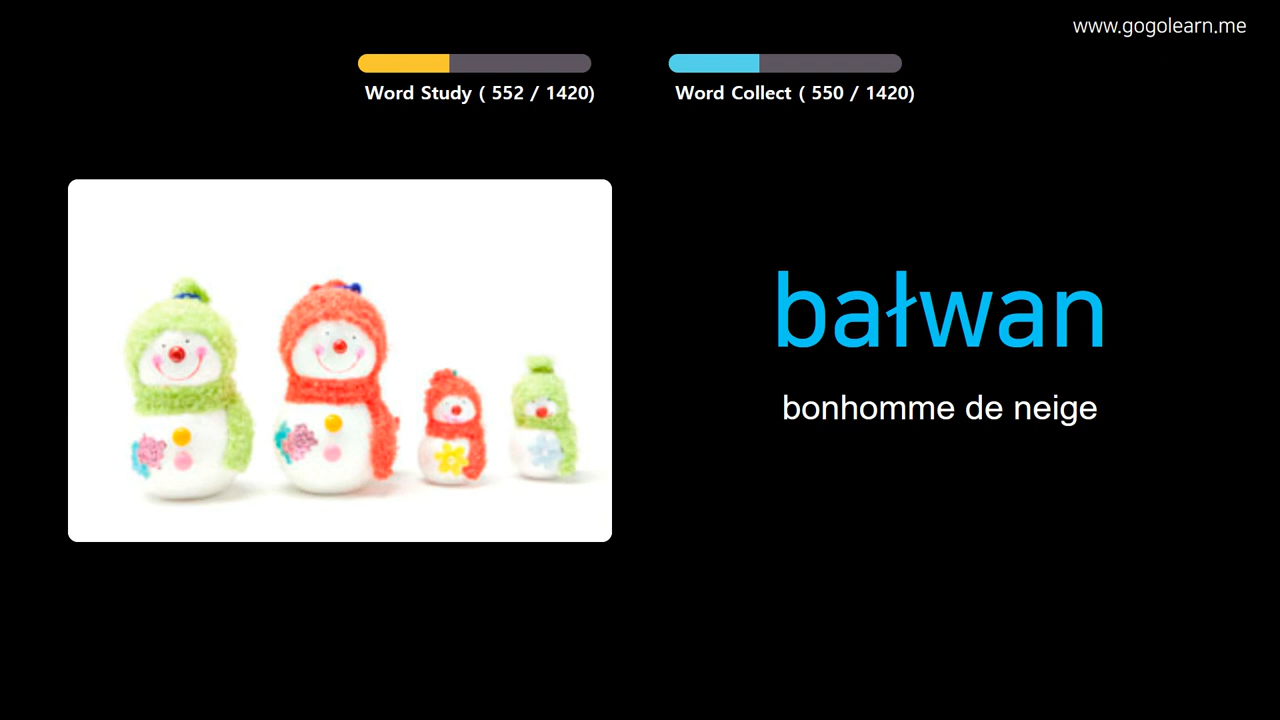 www.gogolearn.me
Word Study ( 552 / 1420)
Word Collect ( 550 / 1420)
bałwan
bonhomme de neige